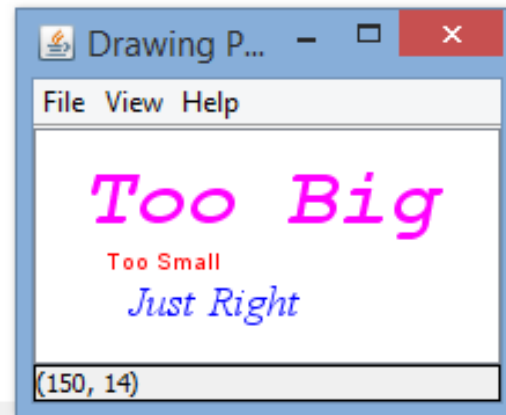 Drawing P...
File View Help
Too Big
Too Small
Just Right
(150, 14)